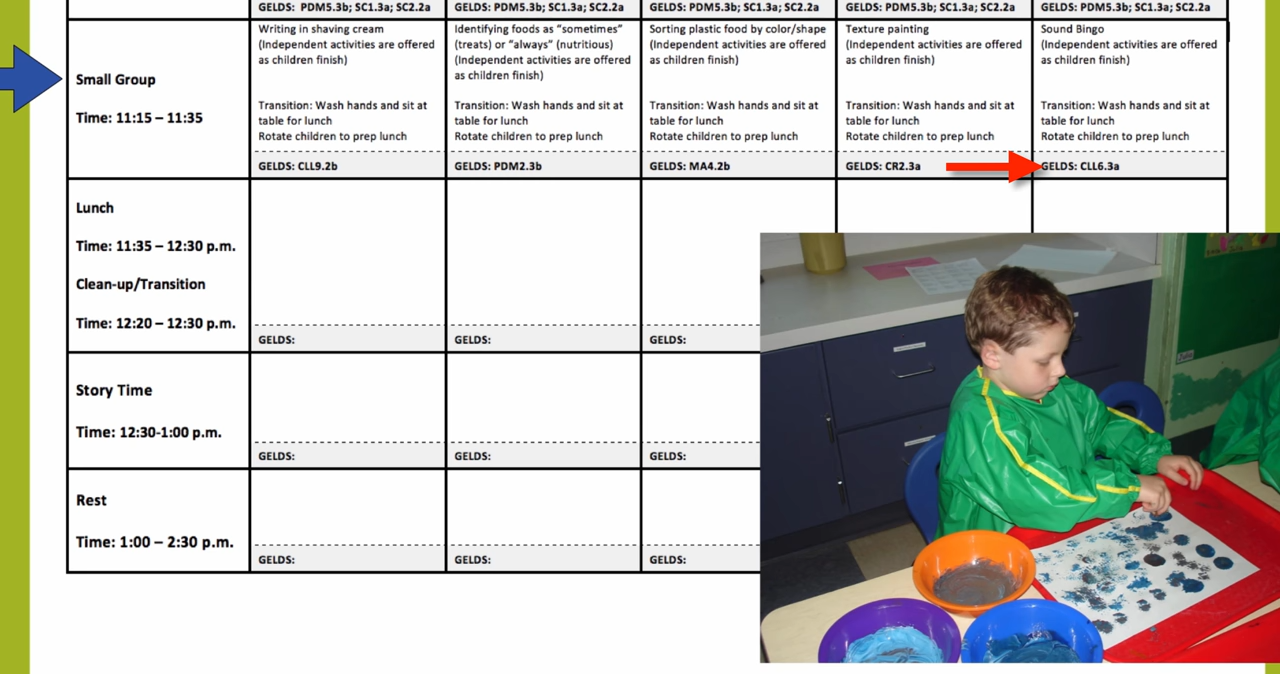 GELDS: PDM5.3b; SC1.3a; SC2.2a
GELDS: PDM5.3b; SC1.3a; SC2.2a
GELDS: PDM5.3b; SC1.3a; SC2.2a
GELDS: PDM5.3b; SC1.3a; SC2.2a
GELDS: PDM5.3b; SC1.3a; SC2.2a
Small Group
Time: 11:15 – 11:35
Writing in shaving cream
(Independent activities are offered
as children finish)
Transition: Wash hands and sit at
table for lunch
Rotate children to prep lunch
GELDS: CLL9.2b
Identifying foods as “sometimes”
(treats) or “always” (nutritious)
(Independent activities are offered
as children finish)
Transition: Wash hands and sit at
table for lunch
Rotate children to prep lunch
GELDS: PDM2.3b
Sorting plastic food by color/shape
(Independent activities are offered
as children finish)
Transition: Wash hands and sit at
table for lunch
Rotate children to prep lunch
GELDS: MA4.2b
Texture painting
(Independent activities are offered
as children finish)
Transition: Wash hands and sit at
table for lunch
Rotate children to prep lunch
GELDS: CR2.3a
Sound Bingo
(Independent activities are offered
as children finish)
Transition: Wash hands and sit at
table for lunch
Rotate children to prep lunch
GELDS: CLL6.3a
Lunch
Time: 11:35 – 12:30 p.m.
Clean-up/Transition
Time: 12:20 – 12:30 p.m.
GELDS:
GELDS:
GELDS:
Story Time
Time: 12:30-1:00 p.m.
GELDS:
GELDS:
GELDS:
Rest
Time: 1:00 – 2:30 p.m.
GELDS:
GELDS:
GELDS: